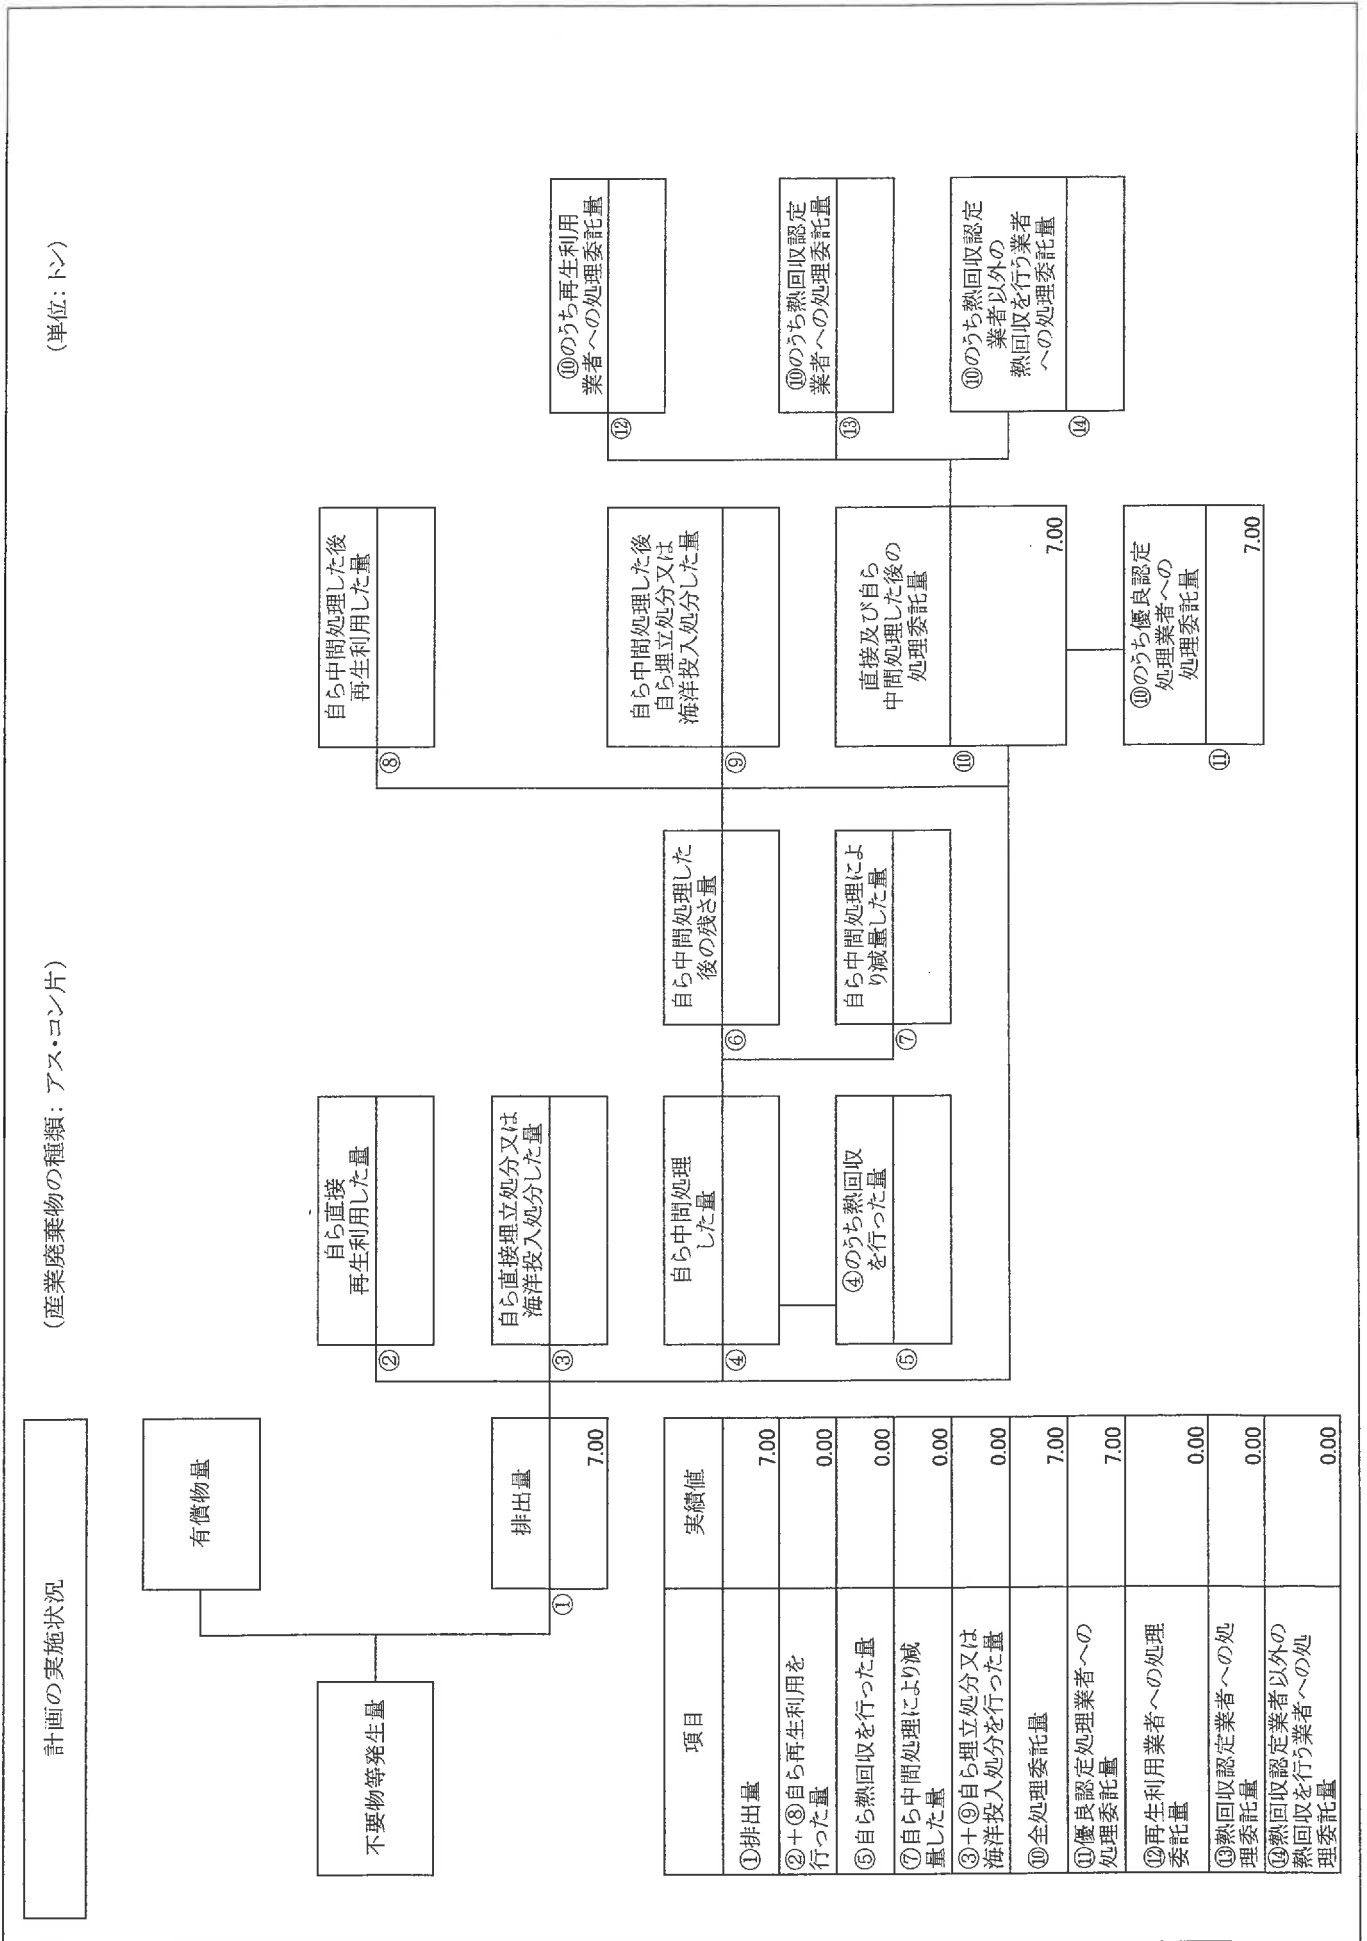 計画の実施状況
(産業廃棄物の種類: アス・コン片)
(単位:トン)
不要物等発生量
有償物量
①
排出量
7.00
②
自ら直接
再生利用した量
③
自ら直接埋立処分又は
海洋投入処分した量
④
自ら中間処理
した量
⑤
④のうち熱回収
を行った量
⑥
自ら中間処理した
後の残さ量
⑦
自ら中間処理によ
り減量した量
⑧
自ら中間処理した後
再生利用した量
⑨
自ら中間処理した後
自ら埋立処分又は
海洋投入処分した量
⑩
直接及び自ら
中間処理した後の
処理委託量
7.00
⑪
⑩のうち優良認定
処理業者への
処理委託量
7.00
⑫
⑩のうち再生利用
業者への処理委託量
⑬
⑩のうち熱回収認定
業者への処理委託量
⑭
⑩のうち熱回収認定
業者以外の
熱回収を行う業者
への処理委託量
項目 実績値
①排出量 7.00
②+⑧自ら再生利用を
行った量 0.00
⑤自ら熱回収を行った量 0.00
⑦自ら中間処理により減
量した量 0.00
③+⑨自ら埋立処分又は
海洋投入処分を行った量 0.00
⑩全処理委託量 7.00
⑪優良認定処理業者への
処理委託量 7.00
⑫再生利用業者への処理
委託量 0.00
⑬熱回収認定業者への処
理委託量 0.00
⑭熱回収認定業者以外の
熱回収を行う業者への処
理委託量 0.00